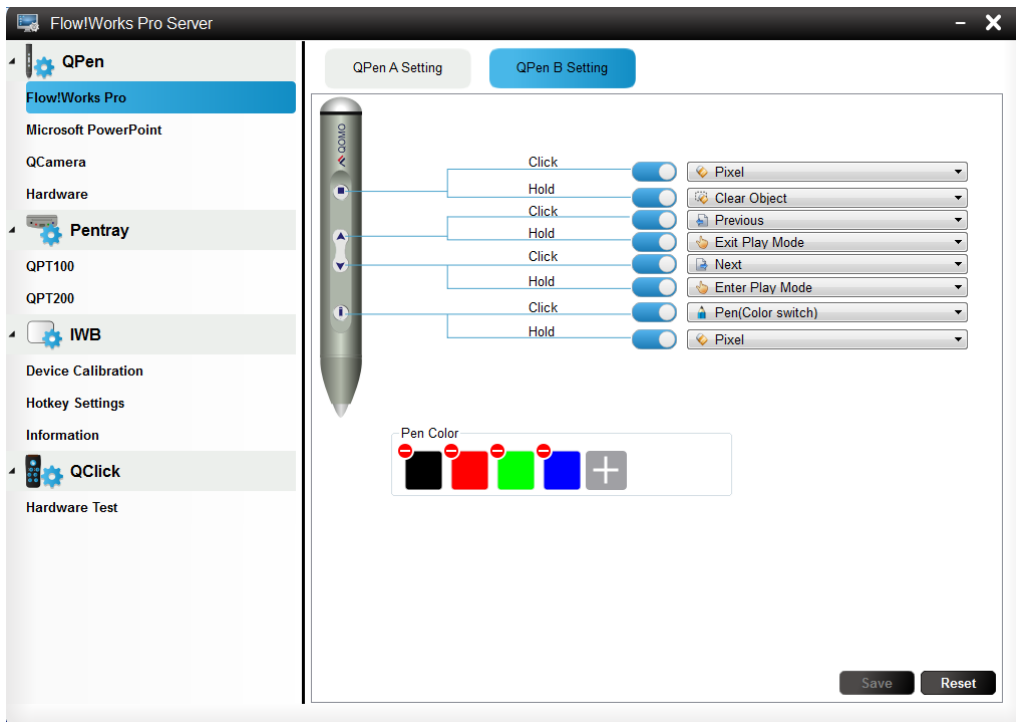 Flow!Works Pro Server
QPen
Flow!Works Pro
Microsoft PowerPoint
QCamera
Hardware
Pentray
QPT100
QPT200
IWB
Device Calibration
Hotkey Settings
Information
QClick
Hardware Test
QPen A Setting
QPen B Setting
QOMO
Click
Pixel
Hold
Clear Object
Click
Previous
Hold
Exit Play Mode
Click
Next
Hold
Enter Play Mode
Click
Pen(Color switch)
Hold
Pixel
Pen Color
Save
Reset